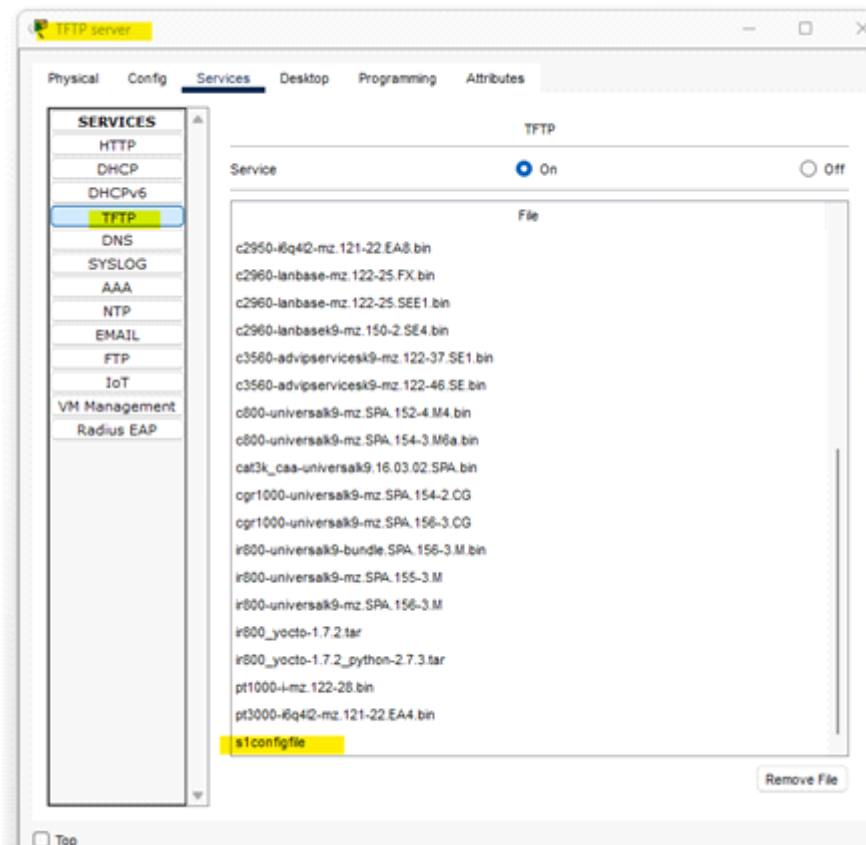 TFTP server
Physical Config Services Desktop Programming Attributes
SERVICES
HTTP
DHCP
DHCPv6
TFTP
DNS
SYSLOG
AAA
NTP
EMAIL
FTP
IoT
VM Management
Radius EAP
TFTP
Service On Off
File
c2950-i6q4l2-mz.121-22.EA8.bin
c2960-lanbase-mz.122-25.FX.bin
c2960-lanbase-mz.122-25.SEE1.bin
c2960-lanbasek9-mz.150-2.SE4.bin
c3560-advipservicesk9-mz.122-37.SE1.bin
c3560-advipservicesk9-mz.122-46.SE.bin
c800-universalk9-mz.SPA.152-4.M4.bin
c800-universalk9-mz.SPA.154-3.M6a.bin
cat3k_caa-universalk9.16.03.02.SPA.bin
cgr1000-universalk9-mz.SPA.154-2.CG
cgr1000-universalk9-mz.SPA.156-3.CG
ir800-universalk9-bundle.SPA.156-3.M.bin
ir800-universalk9-mz.SPA.155-3.M
ir800-universalk9-mz.SPA.156-3.M
ir800_yocto-1.7.2.tar
ir800_yocto-1.7.2_python-2.7.3.tar
pt1000-i-mz.122-28.bin
pt3000-i6q4l2-mz.121-22.EA4.bin
s1configfile
Remove File
Top